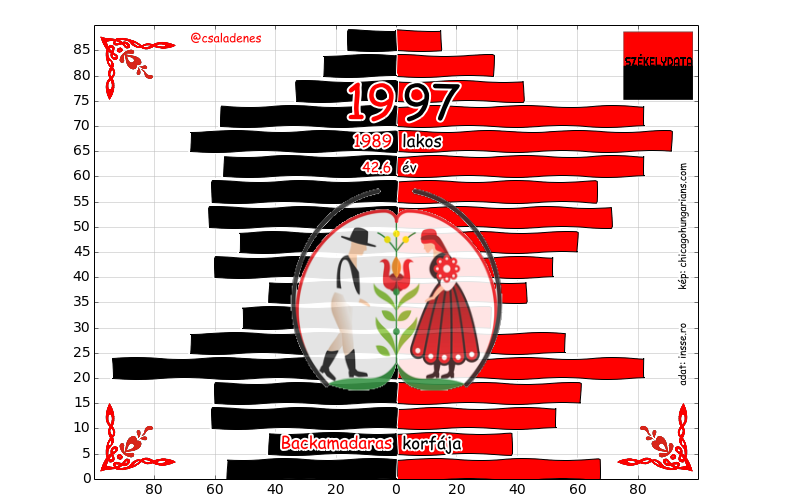 @csaladenes
SZÉKELYDATA
1997
1989 lakos
42.6 év
kép: chicagohungarians.com
adat: insse.ro
Backamadaras korfája
85
80
75
70
65
60
55
50
45
40
35
30
25
20
15
10
5
0
80 60 40 20 0 20 40 60 80